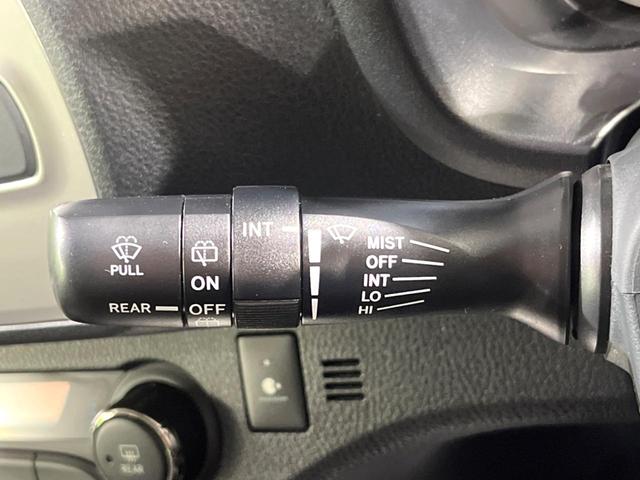 PULL
REAR
ON
OFF
INT
MIST
OFF
INT
LO
HI
REAR